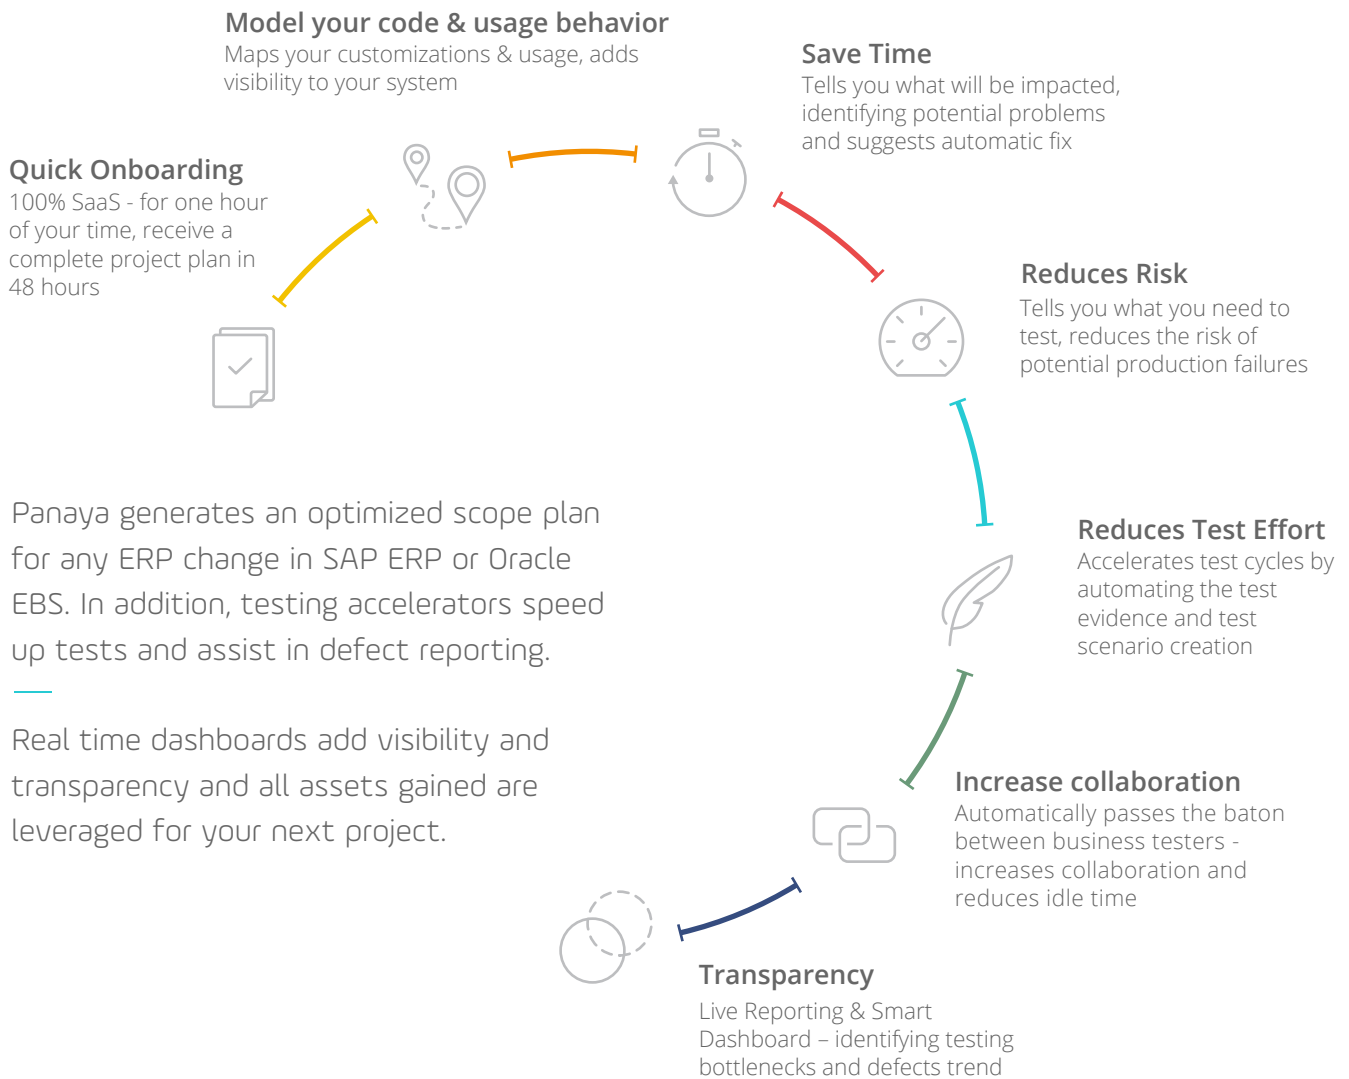 Model your code & usage behavior
Maps your customizations & usage, adds
visibility to your system
Save Time
Tells you what will be impacted,
identifying potential problems
and suggests automatic fix
Quick Onboarding
100% SaaS - for one hour
of your time, receive a
complete project plan in
48 hours
Reduces Risk
Tells you what you need to
test, reduces the risk of
potential production failures
Panaya generates an optimized scope plan
for any ERP change in SAP ERP or Oracle
EBS. In addition, testing accelerators speed
up tests and assist in defect reporting.
Real time dashboards add visibility and
transparency and all assets gained are
leveraged for your next project.
Reduces Test Effort
Accelerates test cycles by
automating the test
evidence and test
scenario creation
Increase collaboration
Automatically passes the baton
between business testers -
increases collaboration and
reduces idle time
Transparency
Live Reporting & Smart
Dashboard – identifying testing
bottlenecks and defects trend